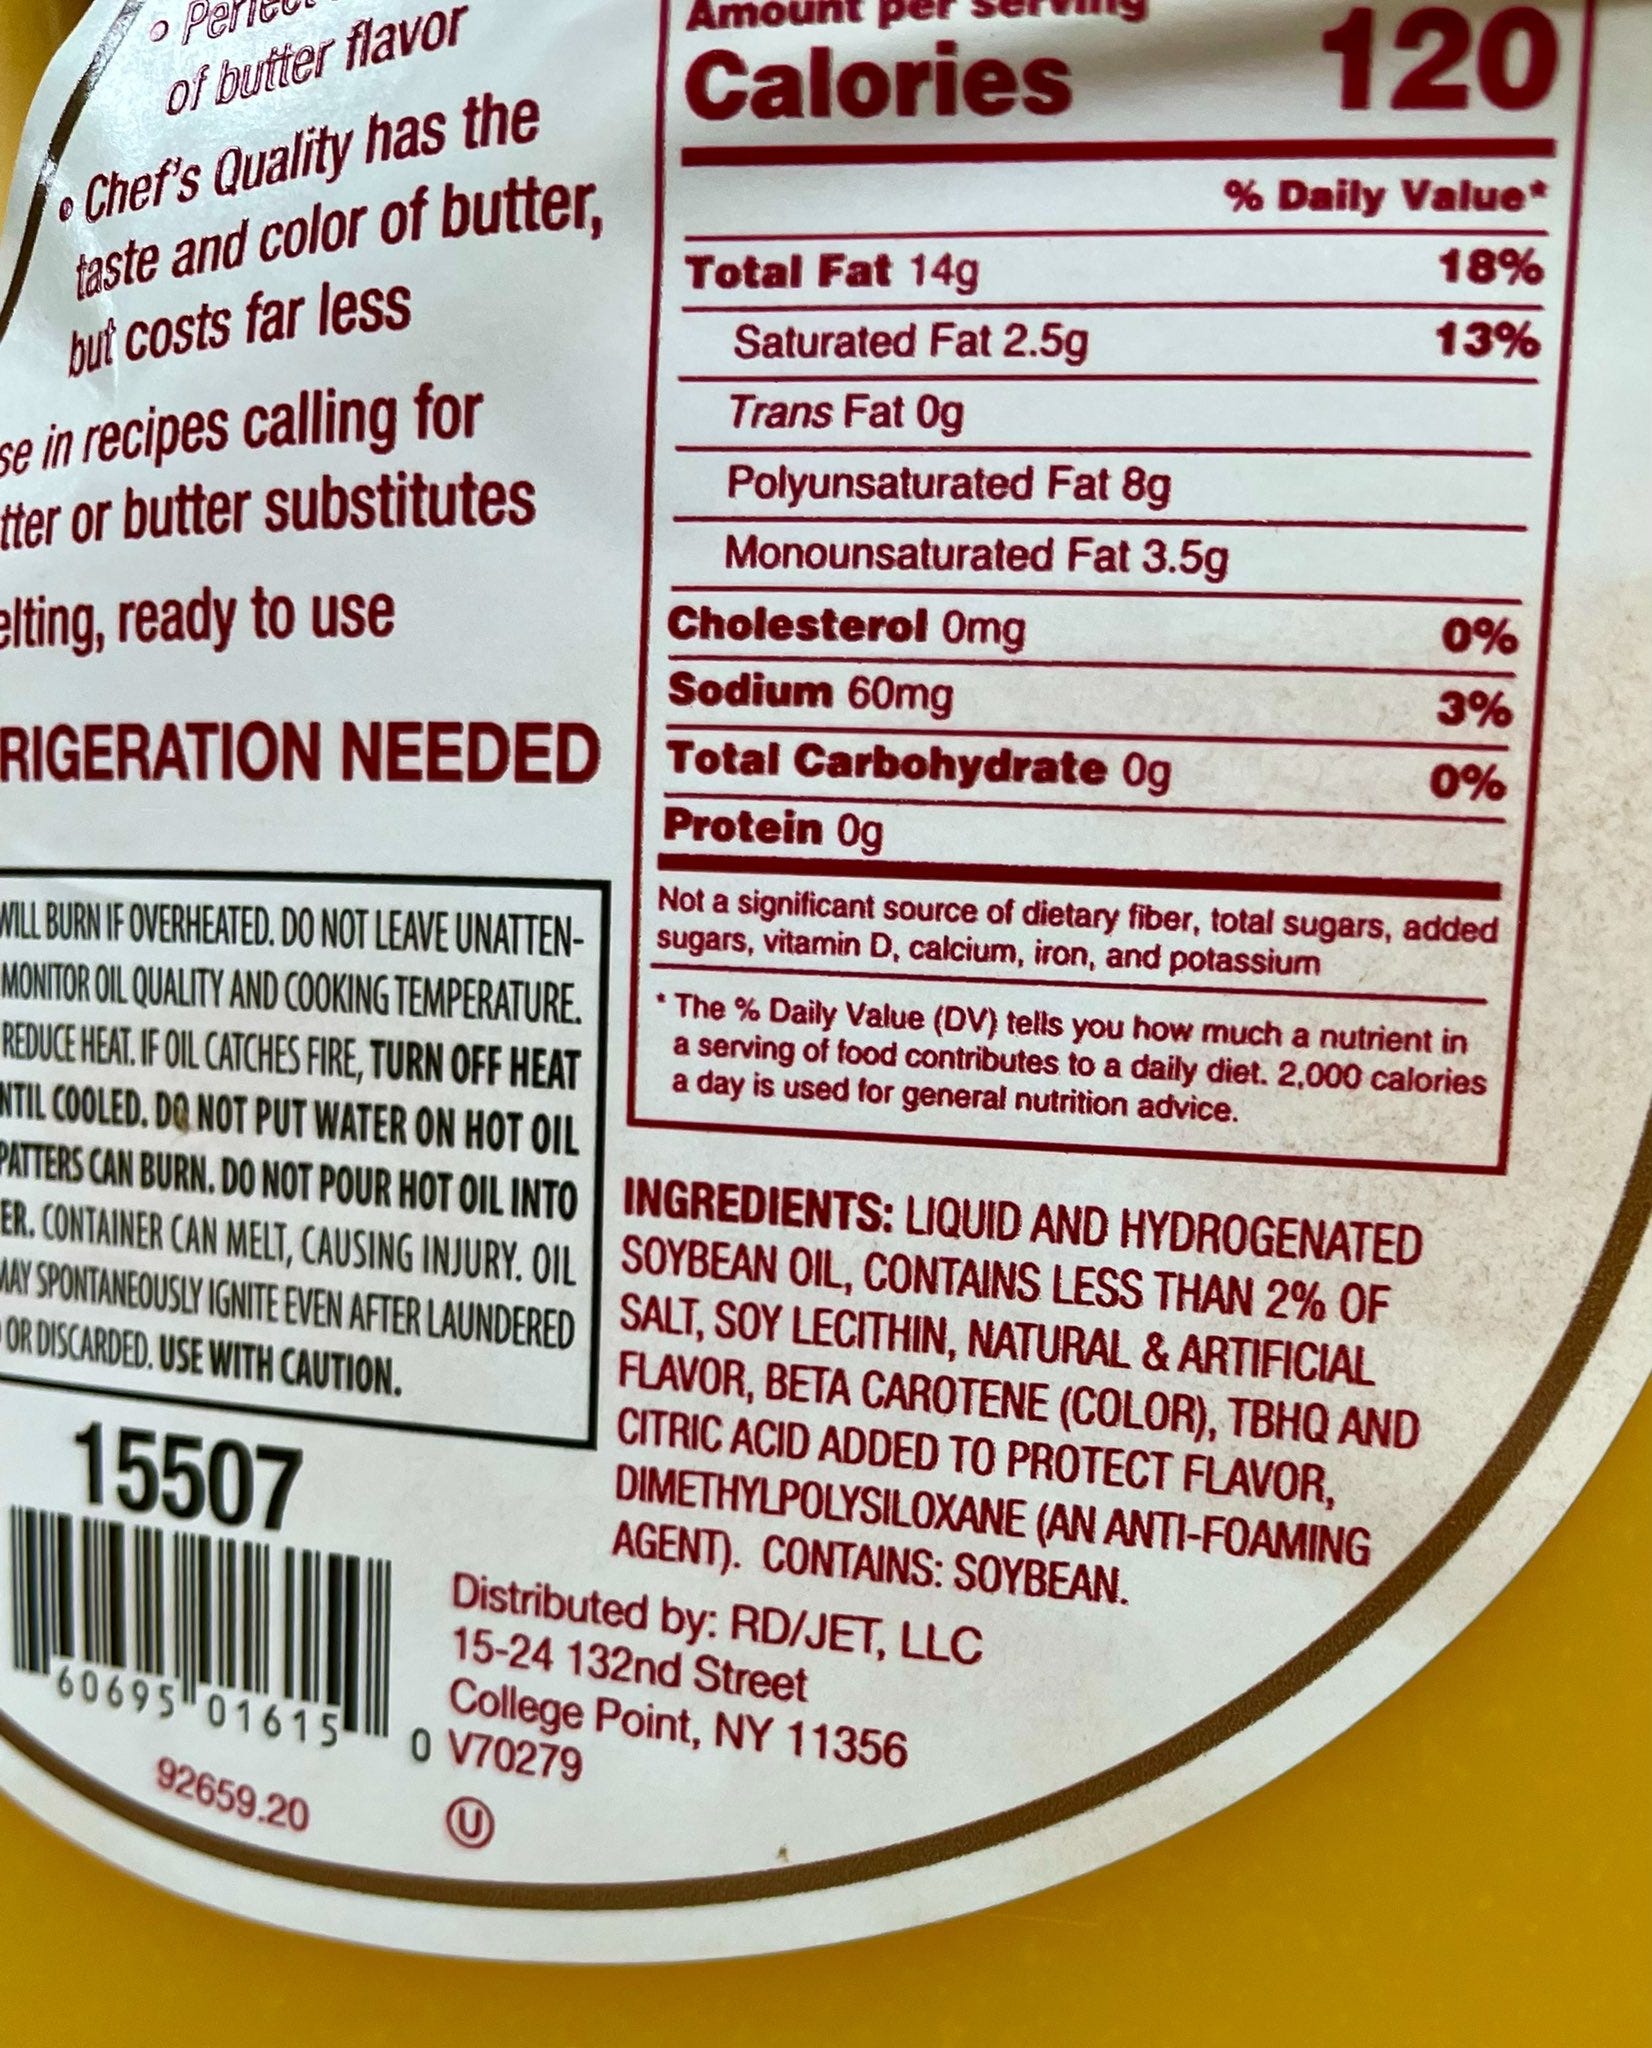 of butter flavor
• Chef's Quality has the
taste and color of butter,
but costs far less
in recipes calling for
or butter substitutes
ready to use
NEEDED
WILL BURN IF OVERHEATED. DO NOT LEAVE UNATTEN-
MONITOR OIL QUALITY AND COOKING TEMPERATURE.
REDUCE HEAT. IF OIL CATCHES FIRE, TURN OFF HEAT
COOLED. DO NOT PUT WATER ON HOT OIL
CAN BURN. DO NOT POUR HOT OIL INTO
CONTAINER CAN MELT, CAUSING INJURY. OIL
MAY SPONTANEOUSLY IGNITE EVEN AFTER LAUNDERED
OR DISCARDED. USE WITH CAUTION.
15507
60695 01615 0
92659.20
Amount per serving
Calories 120
% Daily Value*
Total Fat 14g 18%
Saturated Fat 2.5g 13%
Trans Fat 0g
Polyunsaturated Fat 8g
Monounsaturated Fat 3.5g
Cholesterol 0mg 0%
Sodium 60mg 3%
Total Carbohydrate 0g 0%
Protein 0g
Not a significant source of dietary fiber, total sugars, added
sugars, vitamin D, calcium, iron, and potassium
* The % Daily Value (DV) tells you how much a nutrient in
a serving of food contributes to a daily diet. 2,000 calories
a day is used for general nutrition advice.
INGREDIENTS: LIQUID AND HYDROGENATED
SOYBEAN OIL, CONTAINS LESS THAN 2% OF
SALT, SOY LECITHIN, NATURAL & ARTIFICIAL
FLAVOR, BETA CAROTENE (COLOR), TBHQ AND
CITRIC ACID ADDED TO PROTECT FLAVOR,
DIMETHYLPOLYSILOXANE (AN ANTI-FOAMING
AGENT). CONTAINS: SOYBEAN.
Distributed by: RD/JET, LLC
15-24 132nd Street
College Point, NY 11356
V70279
U